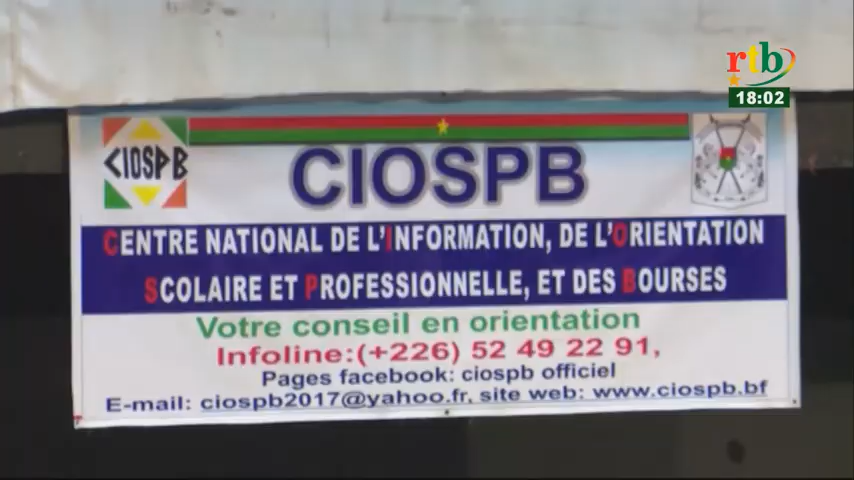 rtb
18:02
CIOSPB
CIOSPB
CENTRE NATIONAL DE L'INFORMATION, DE L'ORIENTATION
SCOLAIRE ET PROFESSIONNELLE, ET DES BOURSES
Votre conseil en orientation
Infoline:(+226) 52 49 22 91,
Pages facebook: ciospb officiel
E-mail: ciospb2017@yahoo.fr, site web: www.ciospb.bf